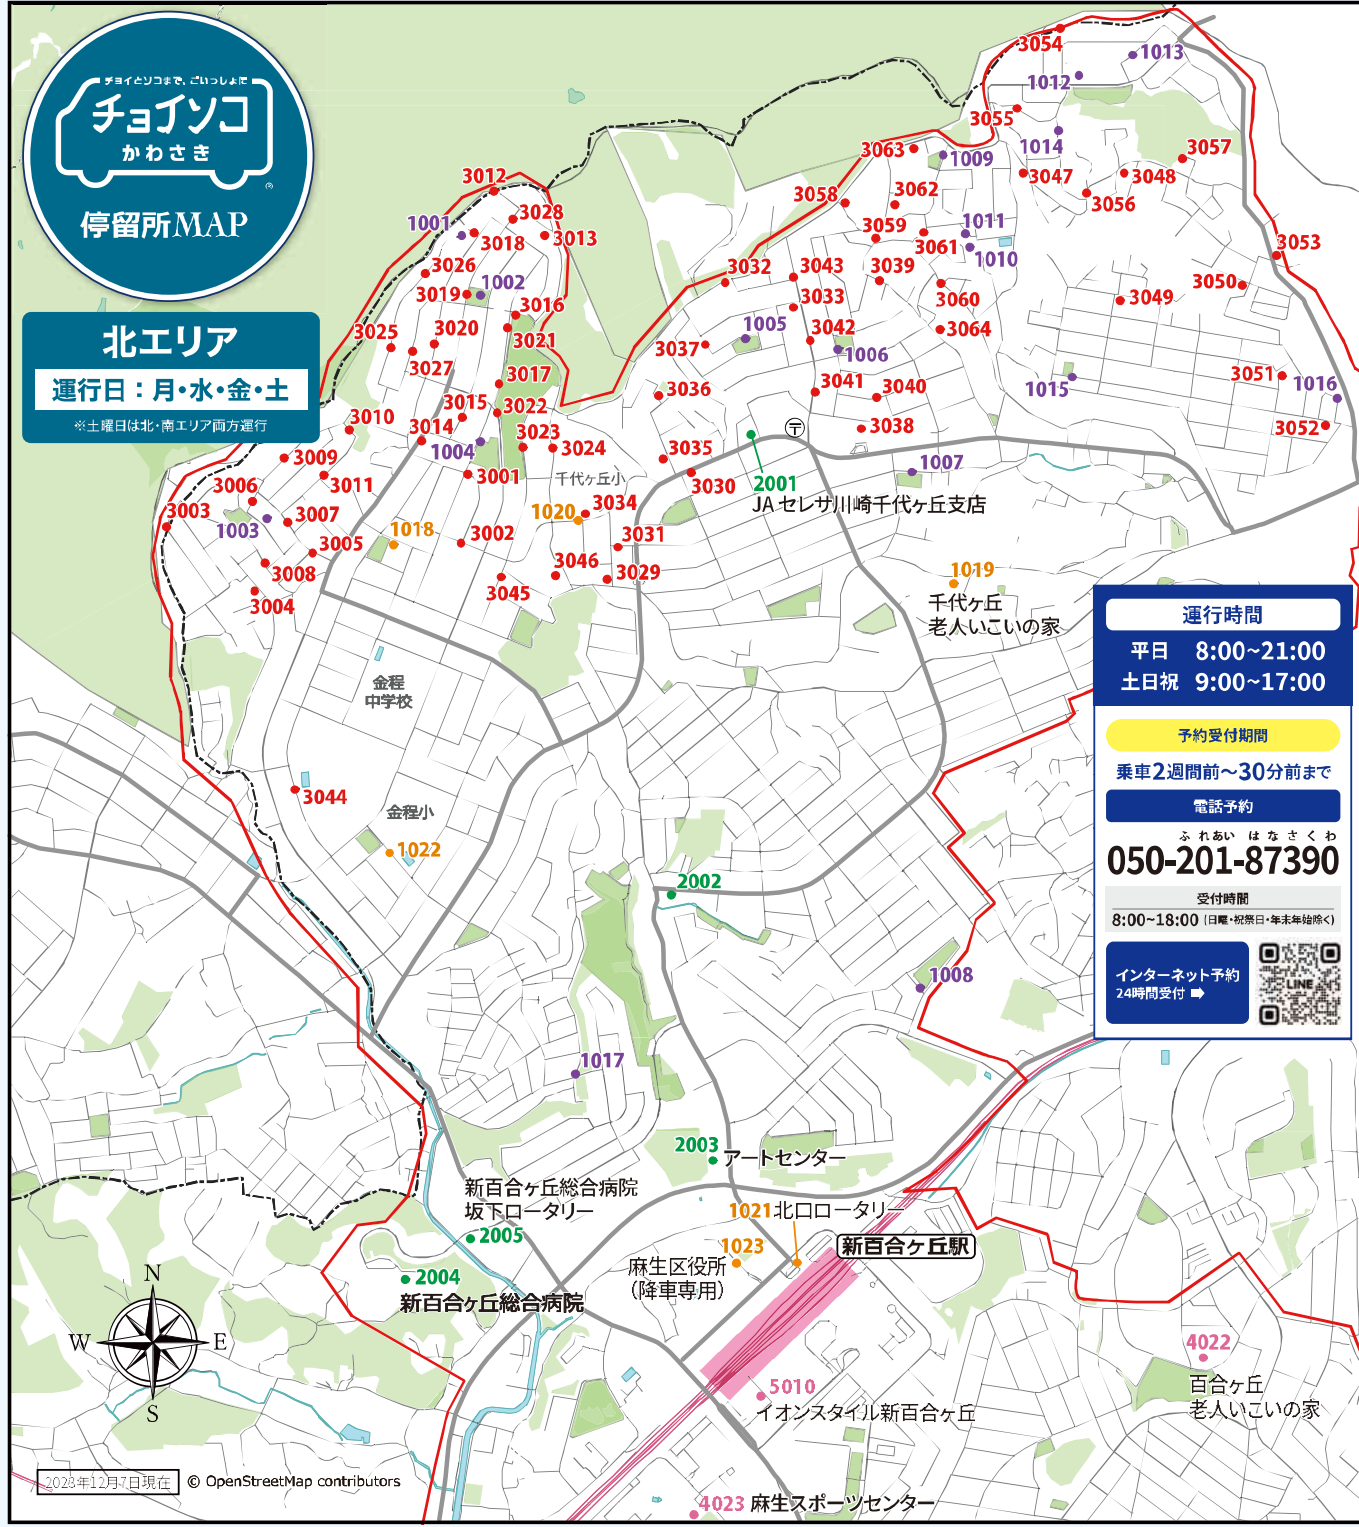 チョイとソコまで、ごいっしょに
チョイソコ
かわさき
®
停留所MAP
北エリア
運行日：月・水・金・土
※土曜日は北・南エリア両方運行
3054
1013
1012
3055
1014
3057
3063
1009
3047
3048
3012
3058
3062
3056
1001
3028
3018
3013
3059
1011
3061
1010
3053
3026
3032
3043
3039
3050
3019
1002
3016
3033
3060
3049
3025
3020
3021
1005
3042
3064
3027
3037
1006
3017
3036
3041
3040
1015
3051
1016
3010
3015
3022
3014
3023
3024
〒
3038
3052
1004
3009
3035
1007
3006
3011
3001
千代ヶ丘小
3030
2001
JAセレサ川崎千代ヶ丘支店
3003
3007
1003
1018
3002
1020
3034
3005
3031
3008
3046
3029
1019
3004
3045
千代ヶ丘
老人いこいの家
運行時間
平日 8:00~21:00
土日祝 9:00~17:00
金程
中学校
予約受付期間
乗車2週間前～30分前まで
電話予約
ふれあい はなさくわ
050-201-87390
受付時間
8:00~18:00 (日曜・祝祭日・年末年始除く)
インターネット予約
24時間受付 ➡
LINE
3044
金程小
1022
2002
1008
1017
2003
アートセンター
新百合ヶ丘総合病院
坂下ロータリー
2005
1021 北口ロータリー
1023
新百合ヶ丘駅
麻生区役所
（降車専用）
2004
新百合ヶ丘総合病院
N
W
E
S
4022
百合ヶ丘
老人いこいの家
5010
イオンスタイル新百合ヶ丘
2023年12月7日現在
© OpenStreetMap contributors
4023 麻生スポーツセンター